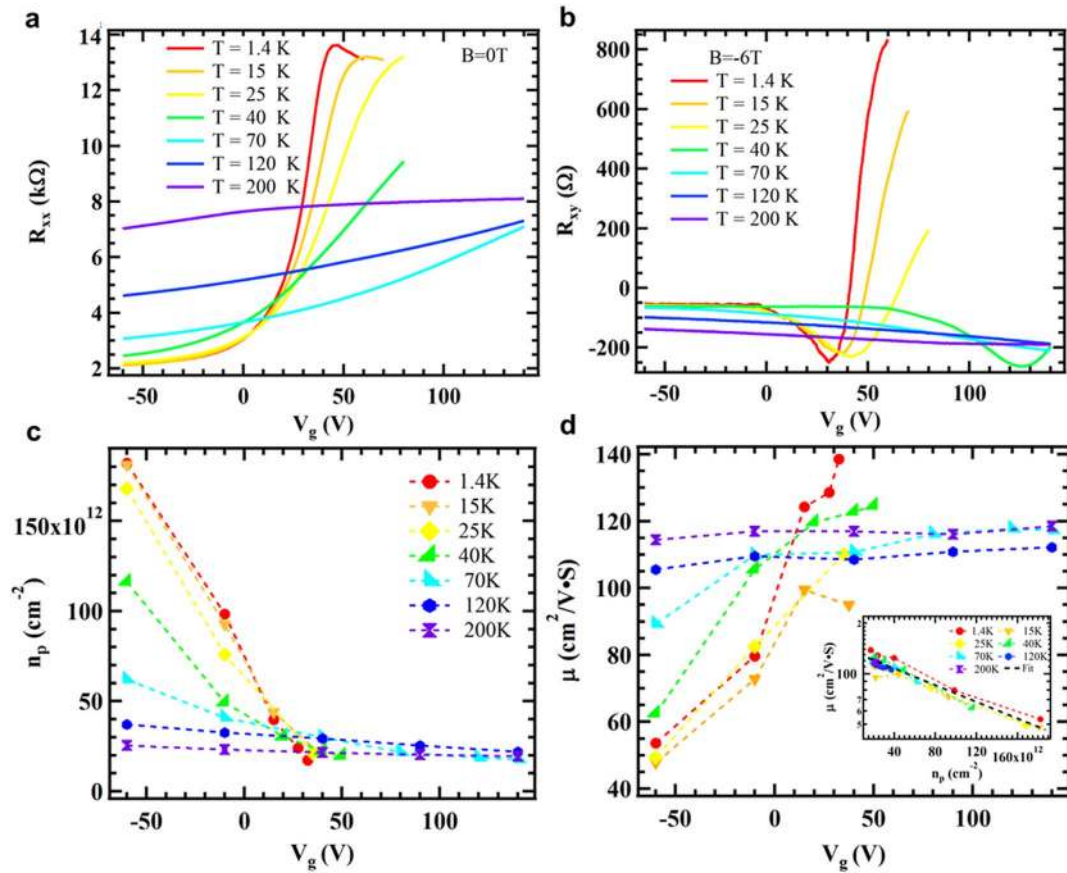 a
14
12
10
8
6
4
2
R_xx (kΩ)
T = 1.4 K
T = 15 K
T = 25 K
T = 40 K
T = 70 K
T = 120 K
T = 200 K
B=0T
-50
0
50
100
V_g (V)
b
800
600
400
200
0
-200
R_xy (Ω)
B=-6T
T = 1.4 K
T = 15 K
T = 25 K
T = 40 K
T = 70 K
T = 120 K
T = 200 K
-50
0
50
100
V_g (V)
c
150x10^12
100
50
0
n_p (cm^-2)
1.4K
15K
25K
40K
70K
120K
200K
-50
0
50
100
V_g (V)
d
140
120
100
80
60
40
μ (cm^2/V•S)
-50
0
50
100
V_g (V)
2
100
μ (cm^2/V•S)
1.4K
15K
25K
40K
70K
120K
200K
Fit
40
80
120
160x10^12
n_p (cm^-2)